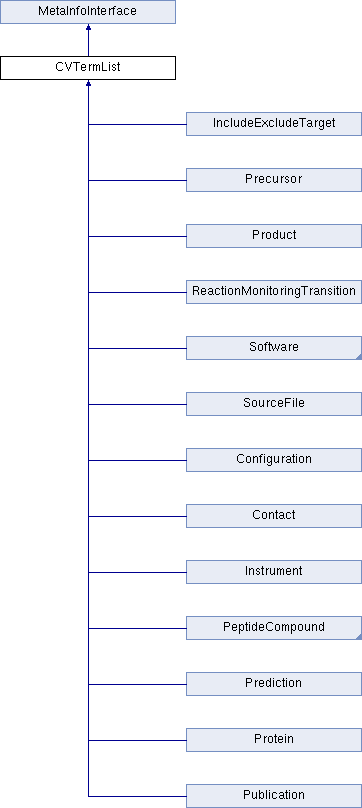 MetaInfoInterface
CVTermList
IncludeExcludeTarget
Precursor
Product
ReactionMonitoringTransition
Software
SourceFile
Configuration
Contact
Instrument
PeptideCompound
Prediction
Protein
Publication